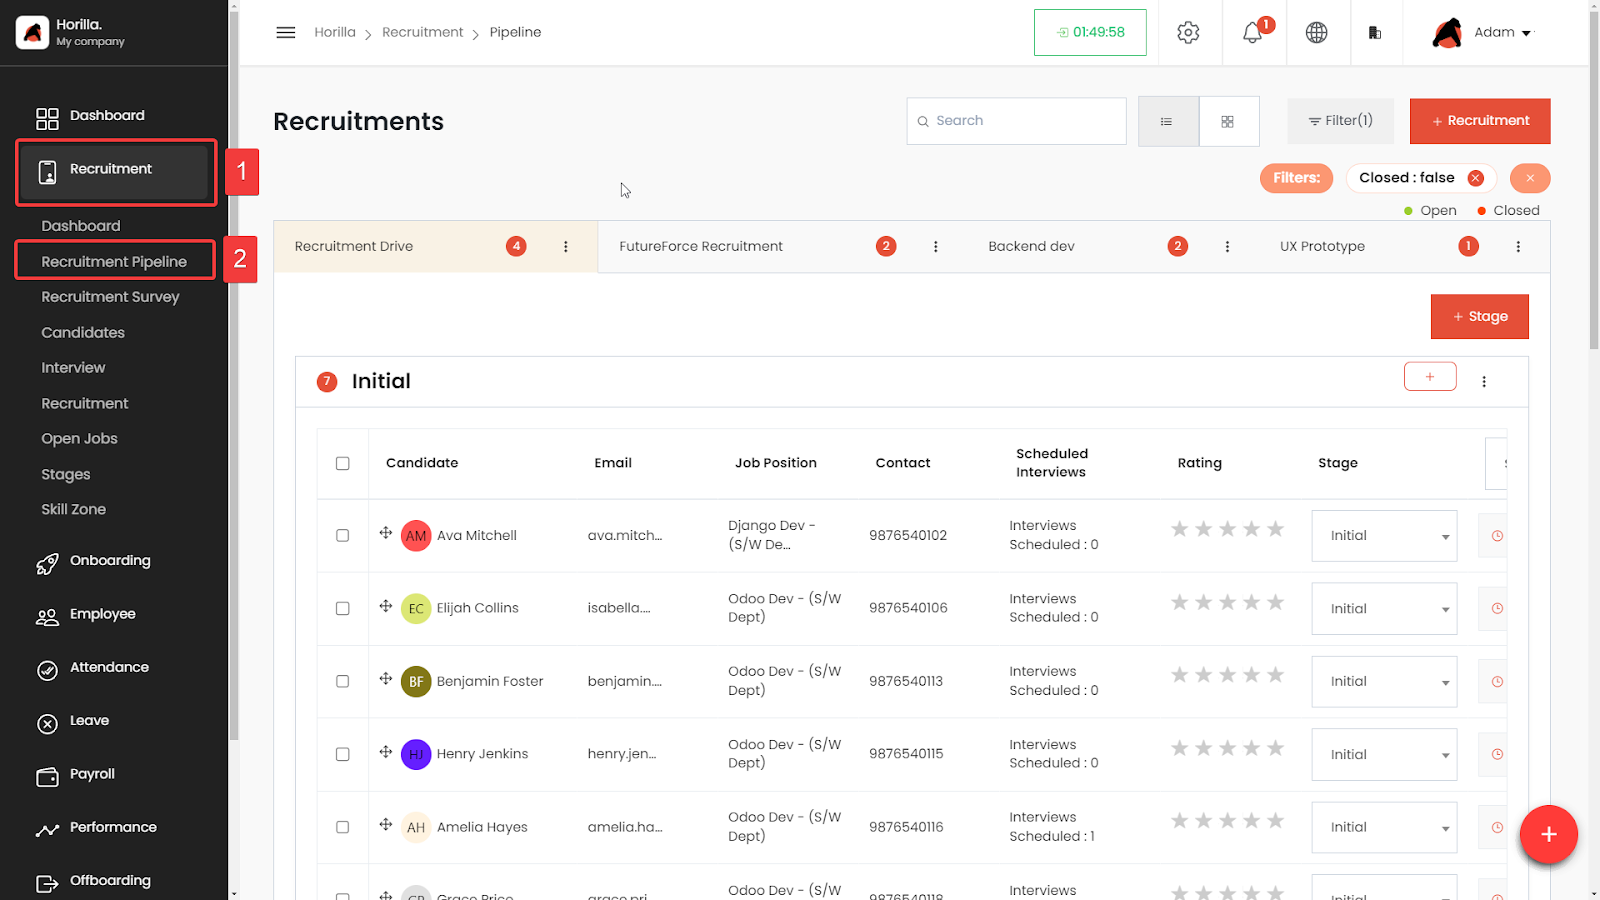 Horilla.
My company
Horilla
Recruitment
Pipeline
01:49:58
1
Adam
Dashboard
Recruitment
1
Dashboard
Recruitment Pipeline
2
Recruitment Survey
Candidates
Interview
Recruitment
Open Jobs
Stages
Skill Zone
Onboarding
Employee
Attendance
Leave
Payroll
Performance
Offboarding
Recruitments
Search
Filter(1)
+ Recruitment
Filters:
Closed : false
Open
Closed
Recruitment Drive 4
FutureForce Recruitment 2
Backend dev 2
UX Prototype 1
+ Stage
7 Initial
+
Candidate Email Job Position Contact Scheduled Interviews Rating Stage
AM Ava Mitchell ava.mitch... Django Dev - (S/W De... 9876540102 Interviews Scheduled : 0 Initial
EC Elijah Collins isabella.... Odoo Dev - (S/W Dept) 9876540106 Interviews Scheduled : 0 Initial
BF Benjamin Foster benjamin.... Odoo Dev - (S/W Dept) 9876540113 Interviews Scheduled : 0 Initial
HJ Henry Jenkins henry.jen... Odoo Dev - (S/W Dept) 9876540115 Interviews Scheduled : 0 Initial
AH Amelia Hayes amelia.ha... Odoo Dev - (S/W Dept) 9876540116 Interviews Scheduled : 1 Initial
Grace Price grace.pri... Odoo Dev - (S/W 9876540118 Interviews Initial
+